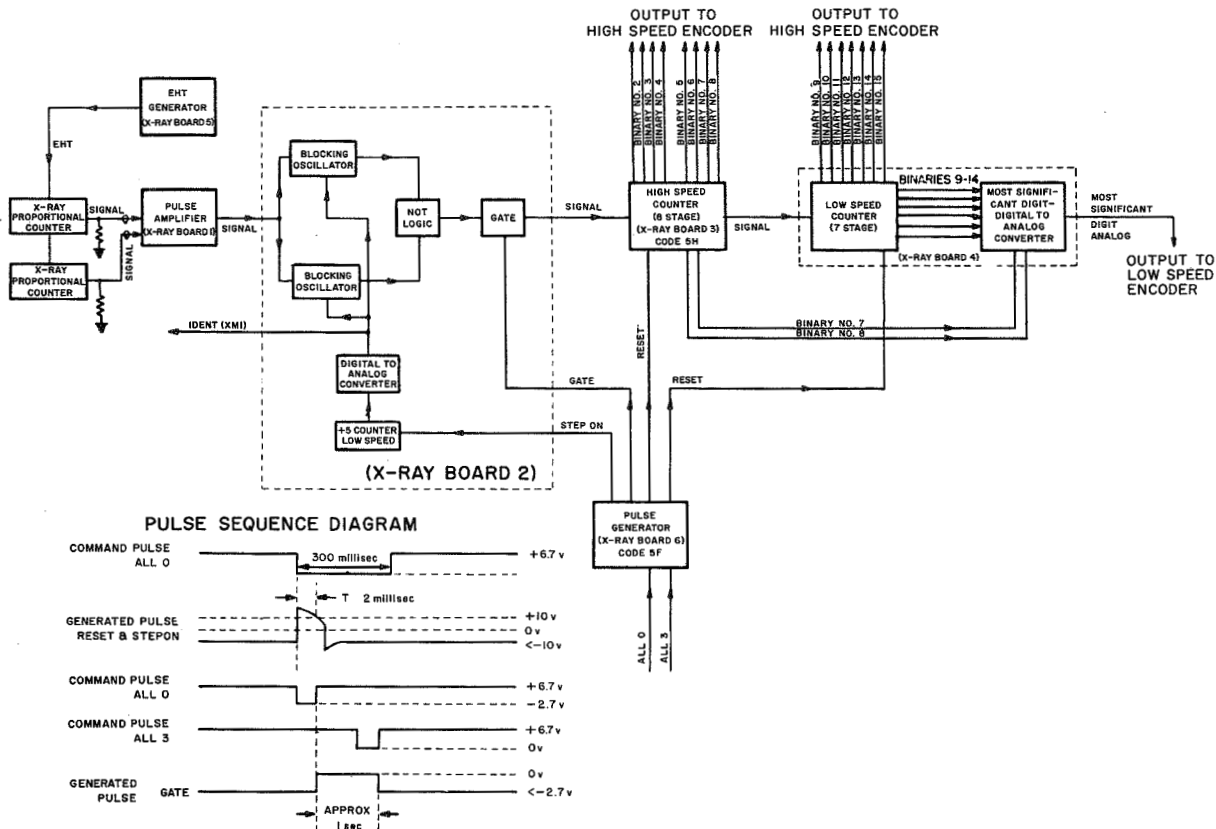 OUTPUT TO
HIGH SPEED ENCODER
OUTPUT TO
HIGH SPEED ENCODER
BINARY NO. 2
BINARY NO. 3
BINARY NO. 4
BINARY NO. 5
BINARY NO. 6
BINARY NO. 7
BINARY NO. 8
BINARY NO. 9
BINARY NO. 10
BINARY NO. 11
BINARY NO. 12
BINARY NO. 13
BINARY NO. 14
BINARY NO. 15
EHT
GENERATOR
(X-RAY BOARD 5)
EHT
X-RAY
PROPORTIONAL
COUNTER
SIGNAL
X-RAY
PROPORTIONAL
COUNTER
SIGNAL
PULSE
AMPLIFIER
(X-RAY BOARD 1)
SIGNAL
BLOCKING
OSCILLATOR
BLOCKING
OSCILLATOR
NOT
LOGIC
GATE
SIGNAL
HIGH SPEED
COUNTER
(8 STAGE)
(X-RAY BOARD 3)
CODE 5H
SIGNAL
LOW SPEED
COUNTER
(7 STAGE)
BINARIES 9-14
MOST SIGNIFI-
CANT DIGIT-
DIGITAL TO
ANALOG
CONVERTER
(X-RAY BOARD 4)
MOST
SIGNIFICANT
DIGIT
ANALOG
OUTPUT TO
LOW SPEED
ENCODER
BINARY NO. 7
BINARY NO. 8
IDENT (XMI)
DIGITAL TO
ANALOG
CONVERTER
+5 COUNTER
LOW SPEED
(X-RAY BOARD 2)
GATE
STEP ON
RESET
RESET
PULSE
GENERATOR
(X-RAY BOARD 6)
CODE 5F
ALL 0
ALL 3
PULSE SEQUENCE DIAGRAM
COMMAND PULSE
ALL 0
300 millisec
+6.7 v
T 2 millisec
GENERATED PULSE
RESET & STEPON
+10 v
0 v
<-10 v
COMMAND PULSE
ALL 0
+6.7 v
-2.7 v
COMMAND PULSE
ALL 3
+6.7 v
0 v
GENERATED
PULSE
GATE
0 v
<-2.7 v
APPROX
1 sec